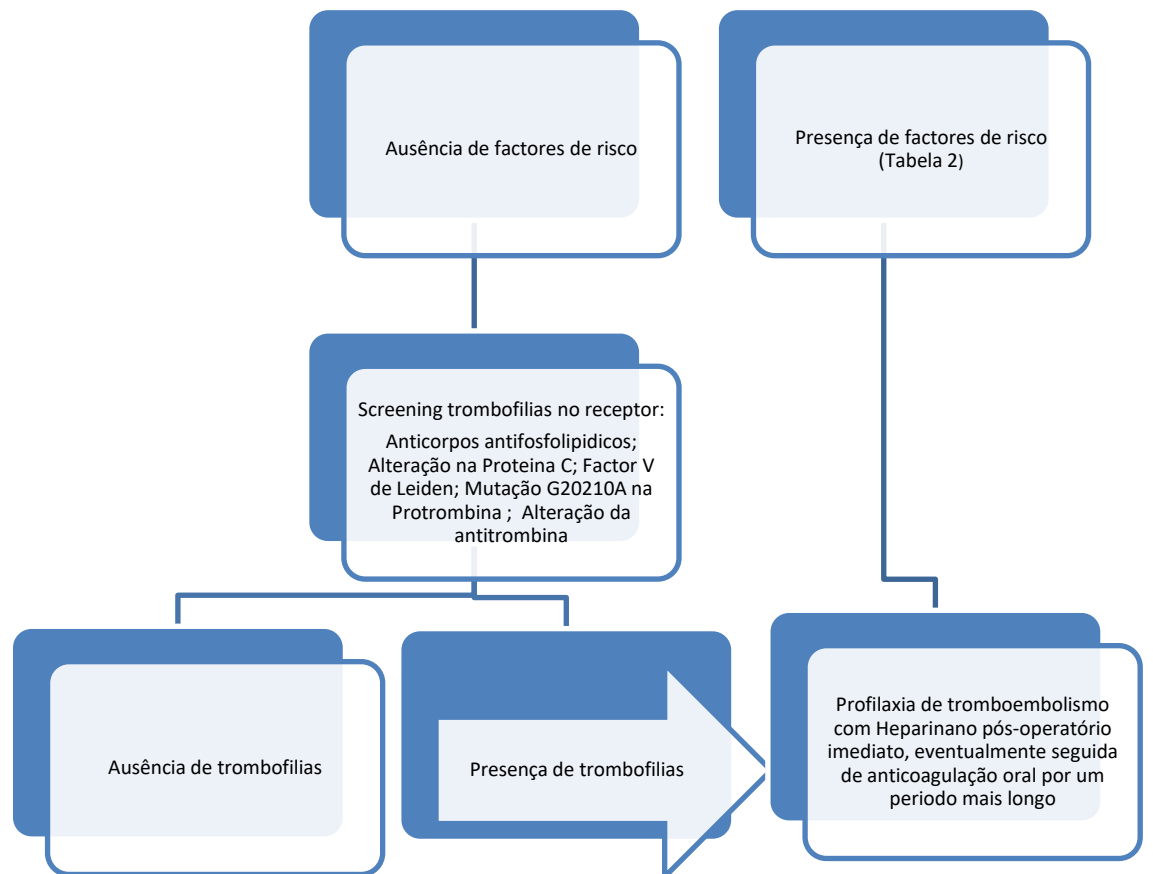 Ausência de factores de risco
Presença de factores de risco
(Tabela 2)
Screening trombofilias no receptor:
Anticorpos antifosfolipidicos;
Alteração na Proteina C; Factor V
de Leiden; Mutação G20210A na
Protrombina ; Alteração da
antitrombina
Ausência de trombofilias
Presença de trombofilias
Profilaxia de tromboembolismo
com Heparinano pós-operatório
imediato, eventualmente seguida
de anticoagulação oral por um
periodo mais longo